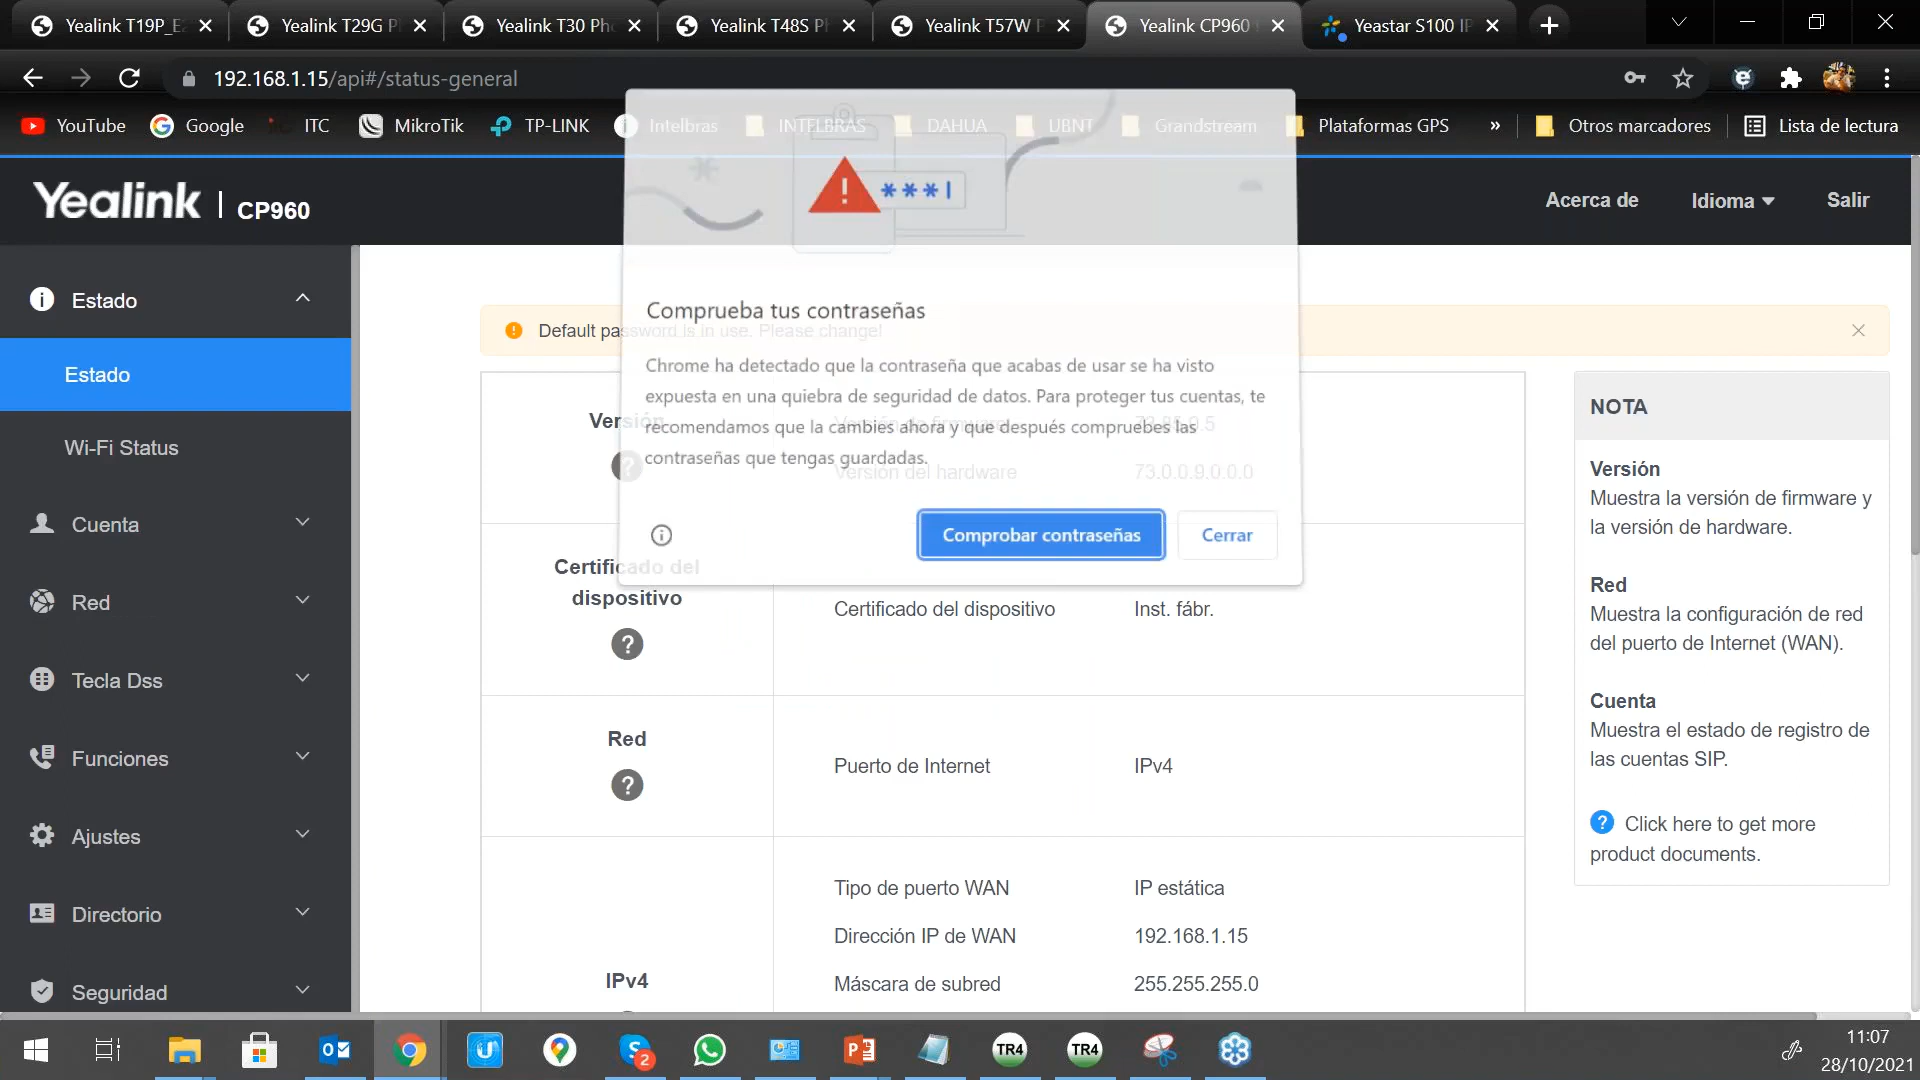 Yealink T19P_E2
Yealink T29G P
Yealink T30 Pho
Yealink T48S Ph
Yealink T57W P
Yealink CP960
Yeastar S100 IP
192.168.1.15/api#/status-general
YouTube
Google
ITC
MikroTik
TP-LINK
Intelbras
INTELBRAS
DAHUA
UBNT
Grandstream
Plataformas GPS
»
Otros marcadores
Lista de lectura
Yealink | CP960
Acerca de
Idioma
Salir
***|
Estado
Estado
Wi-Fi Status
Cuenta
Red
Tecla Dss
Funciones
Ajustes
Directorio
Seguridad
Default password is in use. Please change!
Comprueba tus contraseñas
Chrome ha detectado que la contraseña que acabas de usar se ha visto
expuesta en una quiebra de seguridad de datos. Para proteger tus cuentas, te
recomendamos que la cambies ahora y que después compruebes las
contraseñas que tengas guardadas.
Comprobar contraseñas
Cerrar
Versión
Versión de firmware
Versión del hardware
73.0.0.9.0.0.0
Certificado del
dispositivo
Certificado del dispositivo
Inst. fábr.
Red
Puerto de Internet
IPv4
IPv4
Tipo de puerto WAN
IP estática
Dirección IP de WAN
192.168.1.15
Máscara de subred
255.255.255.0
NOTA
Versión
Muestra la versión de firmware y
la versión de hardware.
Red
Muestra la configuración de red
del puerto de Internet (WAN).
Cuenta
Muestra el estado de registro de
las cuentas SIP.
Click here to get more
product documents.
2
TR4
TR4
11:07
28/10/2021